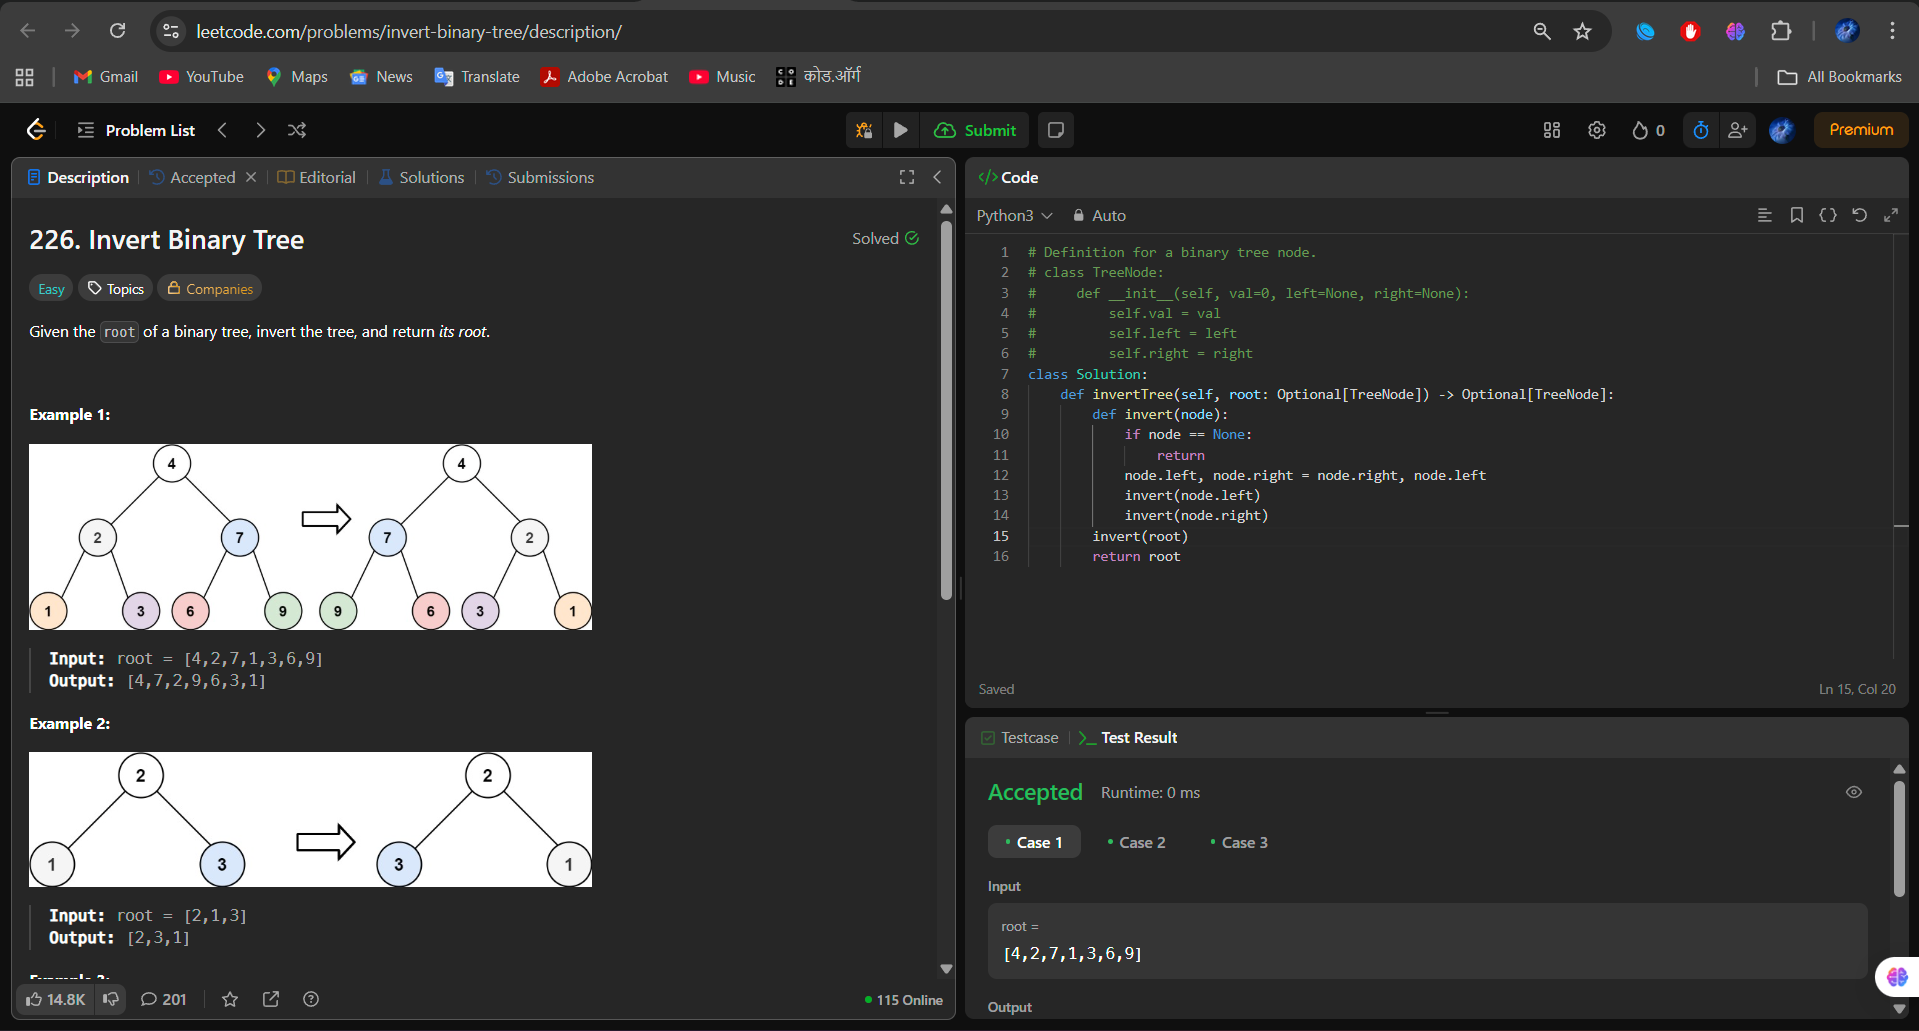 leetcode.com/problems/invert-binary-tree/description/
Gmail YouTube Maps News Translate Adobe Acrobat Music कोड.ऑर्ग All Bookmarks
Problem List Submit 0 Premium
Description Accepted Editorial Solutions Submissions
226. Invert Binary Tree
Solved
Easy Topics Companies
Given the root of a binary tree, invert the tree, and return its root.
Example 1:
4 4
2 7 7 2
1 3 6 9 9 6 3 1
Input: root = [4,2,7,1,3,6,9]
Output: [4,7,2,9,6,3,1]
Example 2:
2 2
1 3 3 1
Input: root = [2,1,3]
Output: [2,3,1]
Example 3:
14.8K 201 115 Online
Code
Python3 Auto
1 # Definition for a binary tree node.
2 # class TreeNode:
3 #     def __init__(self, val=0, left=None, right=None):
4 #         self.val = val
5 #         self.left = left
6 #         self.right = right
7 class Solution:
8     def invertTree(self, root: Optional[TreeNode]) -> Optional[TreeNode]:
9         def invert(node):
10             if node == None:
11                 return
12             node.left, node.right = node.right, node.left
13             invert(node.left)
14             invert(node.right)
15         invert(root)
16         return root
Saved Ln 15, Col 20
Testcase Test Result
Accepted Runtime: 0 ms
Case 1 Case 2 Case 3
Input
root =
[4,2,7,1,3,6,9]
Output